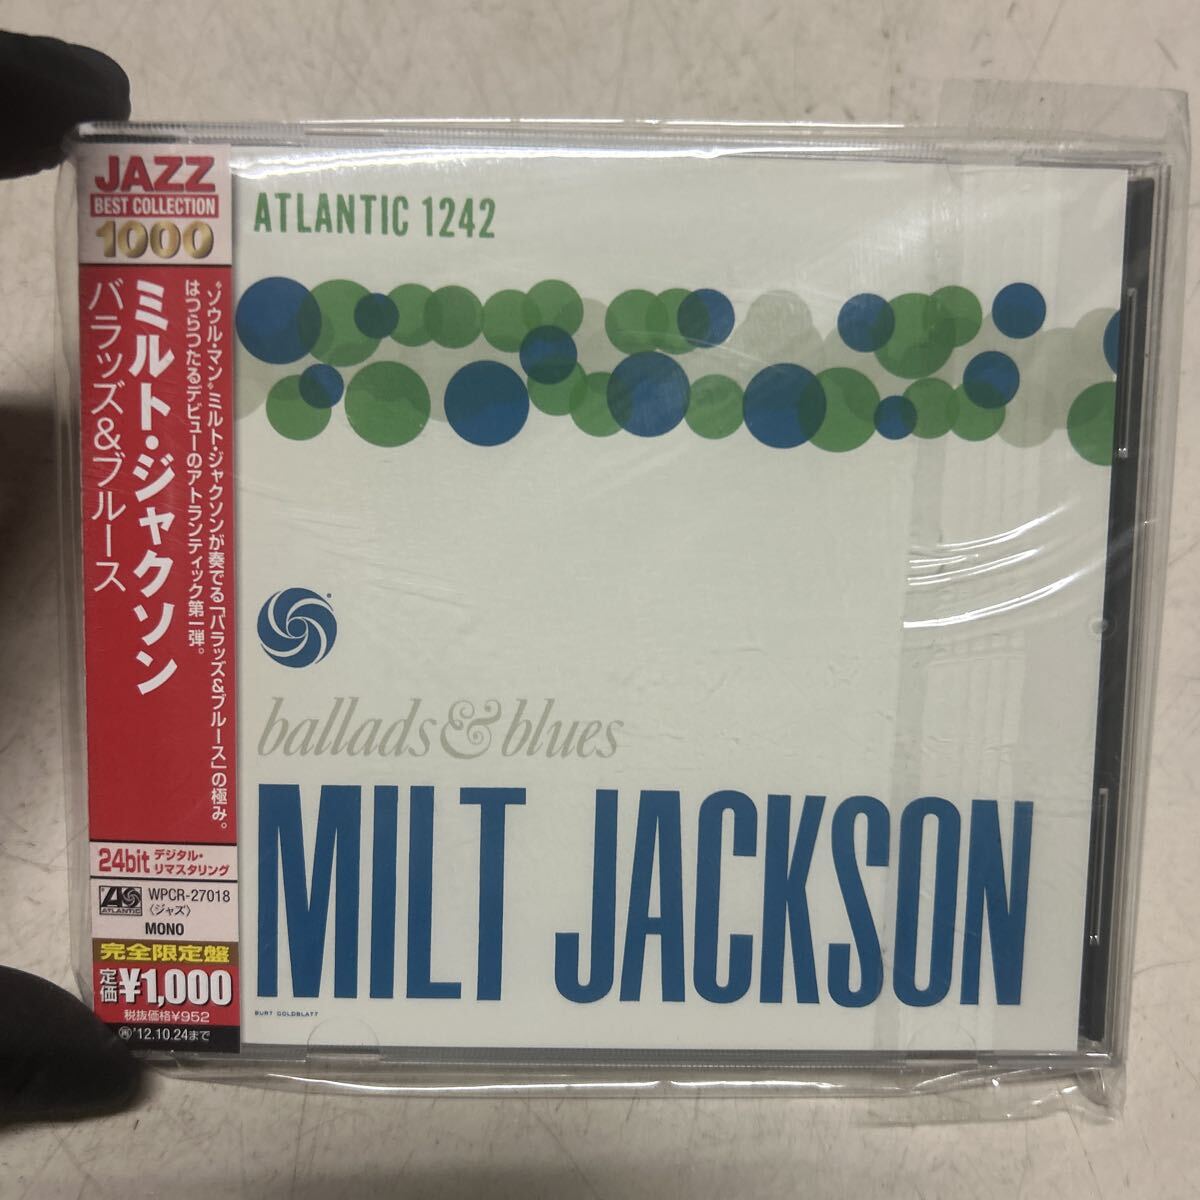 JAZZ
BEST COLLECTION
1000
ミルト・ジャクソン
バラッズ&ブルース
"ソウル・マン"ミルト・ジャクソンが奏でる「バラッズ&ブルース」の極み。
はつらつたるデビューのアトランティック第一弾。
24bit デジタル・
リマスタリング
ATLANTIC
WPCR-27018
〈ジャズ〉
MONO
完全限定盤
定価 ¥1,000
税抜価格¥952
㊢'12.10.24まで
ATLANTIC 1242
ballads & blues
MILT JACKSON
BURT GOLDBLATT